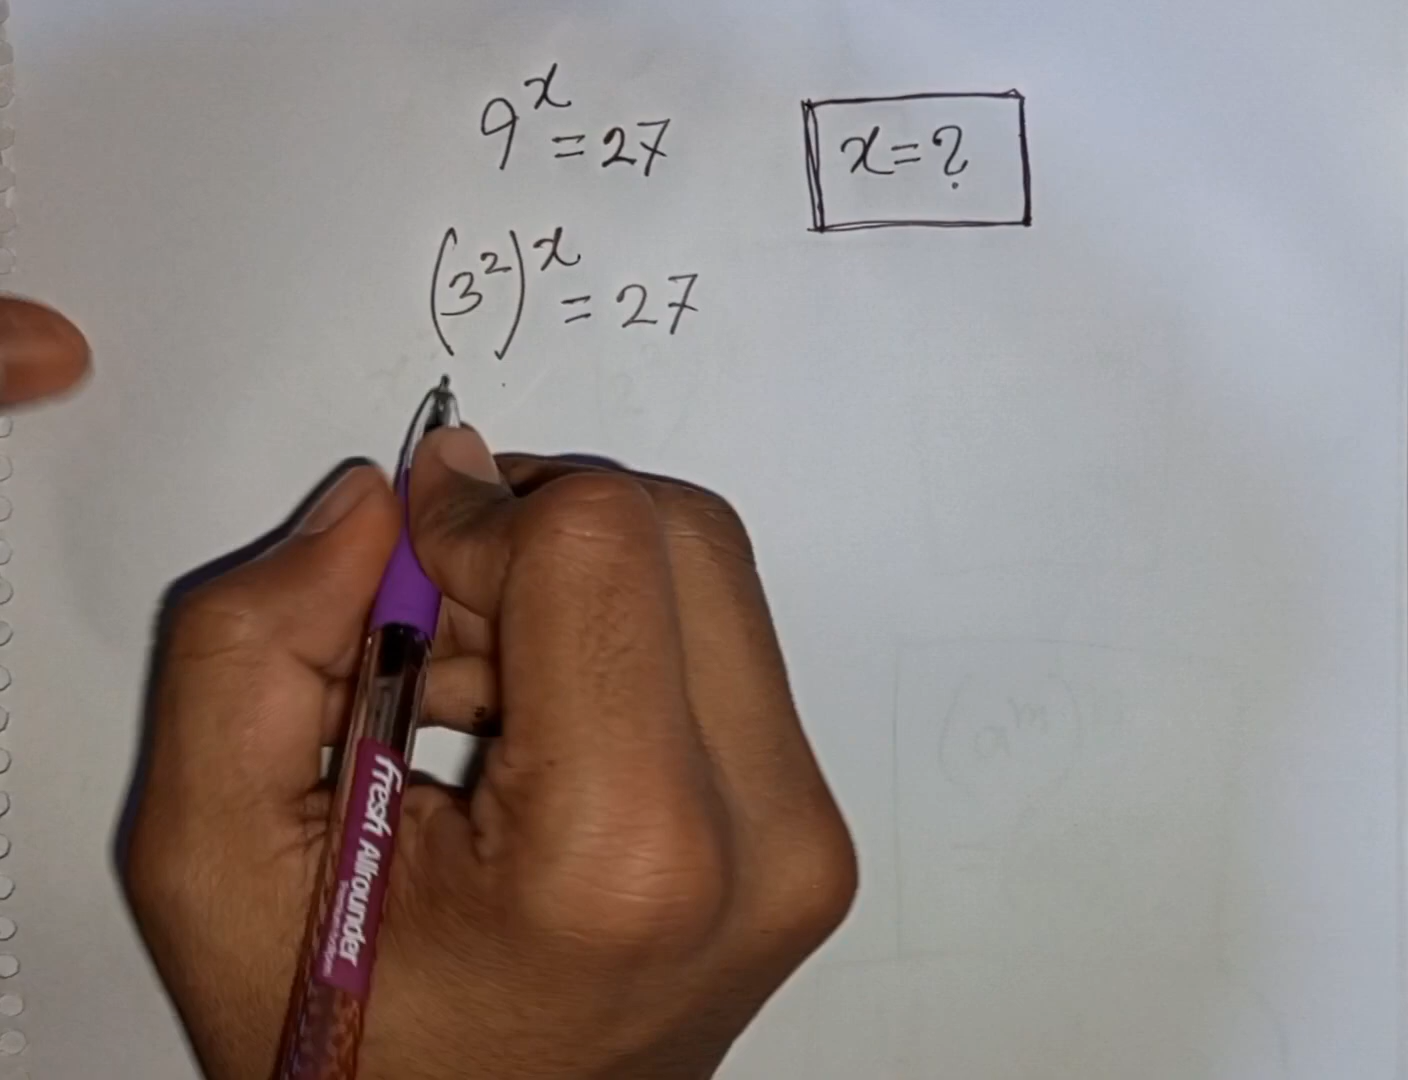 9^x = 27
x = ?
(3^2)^x = 27
fresh Allrounder
(a^m)